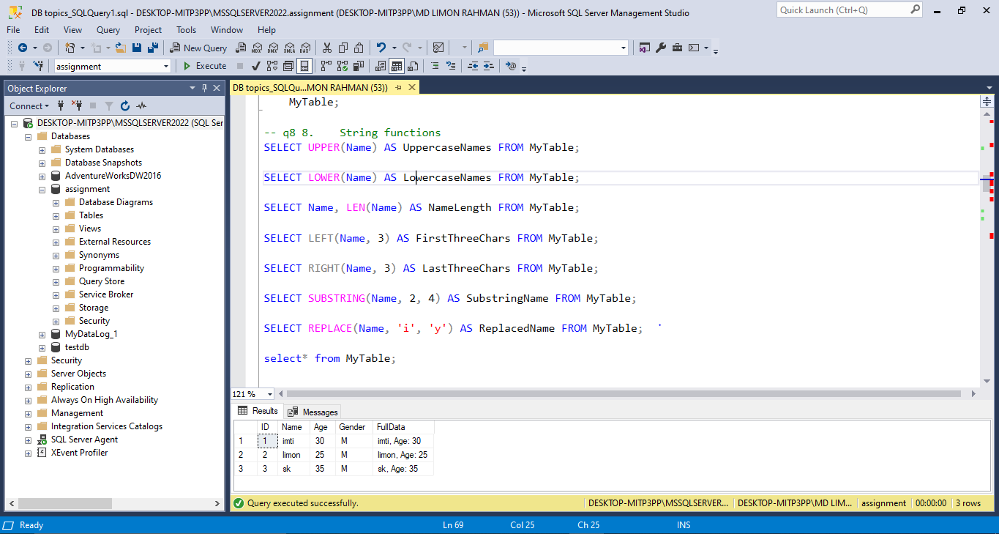 DB topics_SQLQuery1.sql - DESKTOP-MITP3PP\MSSQLSERVER2022.assignment (DESKTOP-MITP3PP\MD LIMON RAHMAN (53)) - Microsoft SQL Server Management Studio
Quick Launch (Ctrl+Q)
File Edit View Query Project Tools Window Help
New Query MDX DMX XMLA DAX
assignment Execute
Object Explorer
Connect
DESKTOP-MITP3PP\MSSQLSERVER2022 (SQL Ser
Databases
System Databases
Database Snapshots
AdventureWorksDW2016
assignment
Database Diagrams
Tables
Views
External Resources
Synonyms
Programmability
Query Store
Service Broker
Storage
Security
MyDataLog_1
testdb
Security
Server Objects
Replication
Always On High Availability
Management
Integration Services Catalogs
SQL Server Agent
XEvent Profiler
DB topics_SQLQu...MON RAHMAN (53))
MyTable;
-- q8 8.    String functions
SELECT UPPER(Name) AS UppercaseNames FROM MyTable;
SELECT LOWER(Name) AS LowercaseNames FROM MyTable;
SELECT Name, LEN(Name) AS NameLength FROM MyTable;
SELECT LEFT(Name, 3) AS FirstThreeChars FROM MyTable;
SELECT RIGHT(Name, 3) AS LastThreeChars FROM MyTable;
SELECT SUBSTRING(Name, 2, 4) AS SubstringName FROM MyTable;
SELECT REPLACE(Name, 'i', 'y') AS ReplacedName FROM MyTable;
select* from MyTable;
121 %
Results Messages
ID Name Age Gender FullData
1 1 imti 30 M imti, Age: 30
2 2 limon 25 M limon, Age: 25
3 3 sk 35 M sk, Age: 35
Query executed successfully. DESKTOP-MITP3PP\MSSQLSERVER... DESKTOP-MITP3PP\MD LIM... assignment 00:00:00 3 rows
Ready Ln 69 Col 25 Ch 25 INS